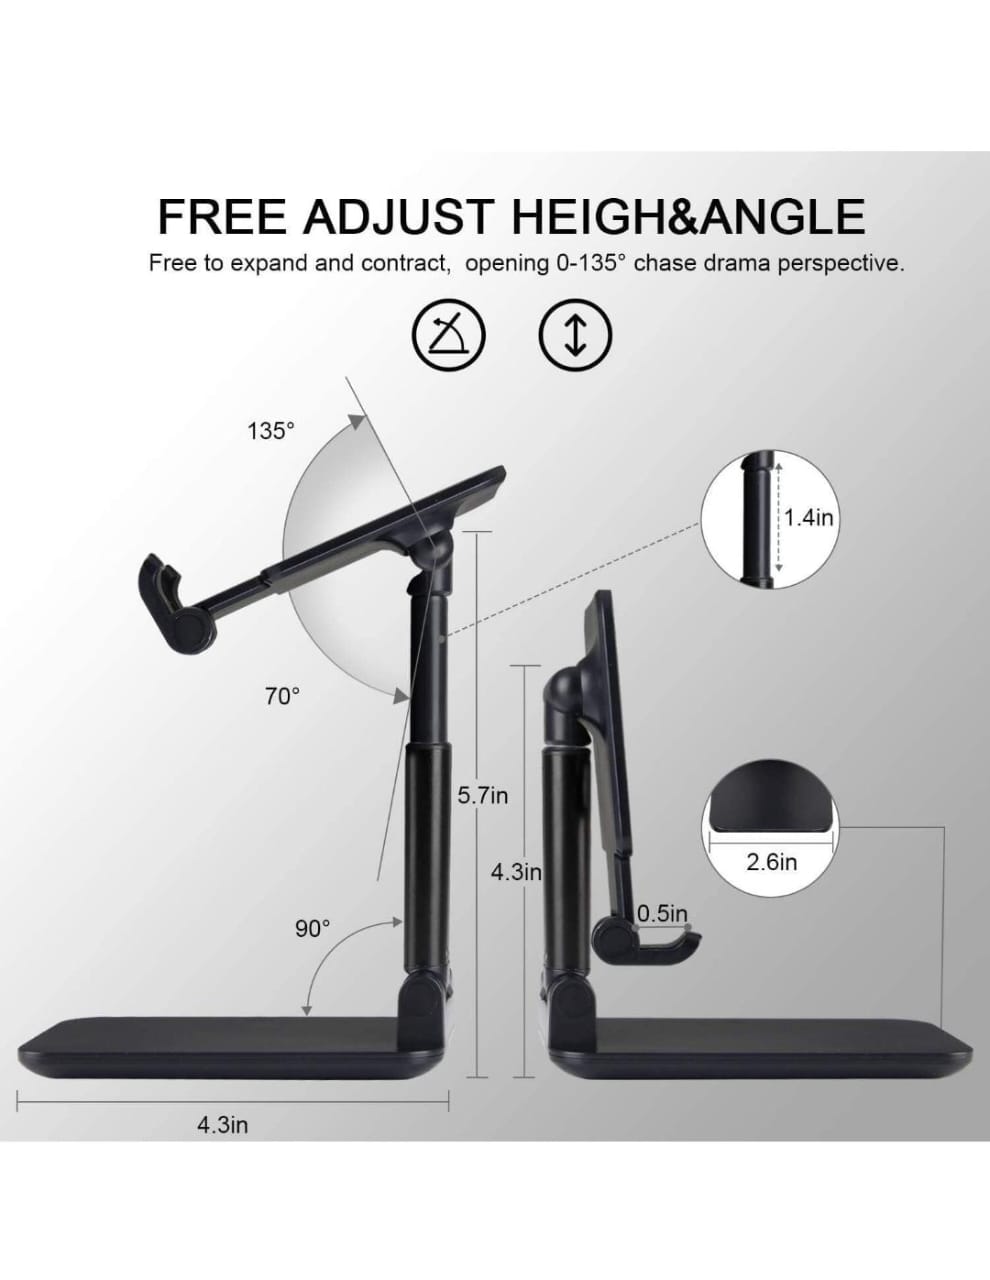 FREE ADJUST HEIGH&ANGLE
Free to expand and contract, opening 0-135° chase drama perspective.
135°
1.4in
70°
5.7in
4.3in
2.6in
0.5in
90°
4.3in